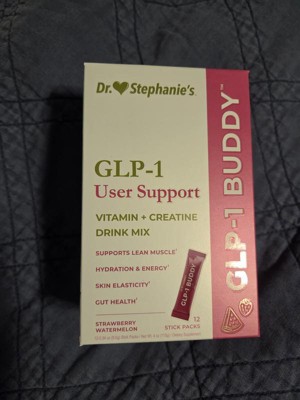 Dr. Stephanie's
GLP-1
User Support
VITAMIN + CREATINE
DRINK MIX
SUPPORTS LEAN MUSCLE†
HYDRATION & ENERGY†
SKIN ELASTICITY†
GUT HEALTH†
STRAWBERRY
WATERMELON
12
STICK PACKS
GLP-1 BUDDY
GLP-1 BUDDY™